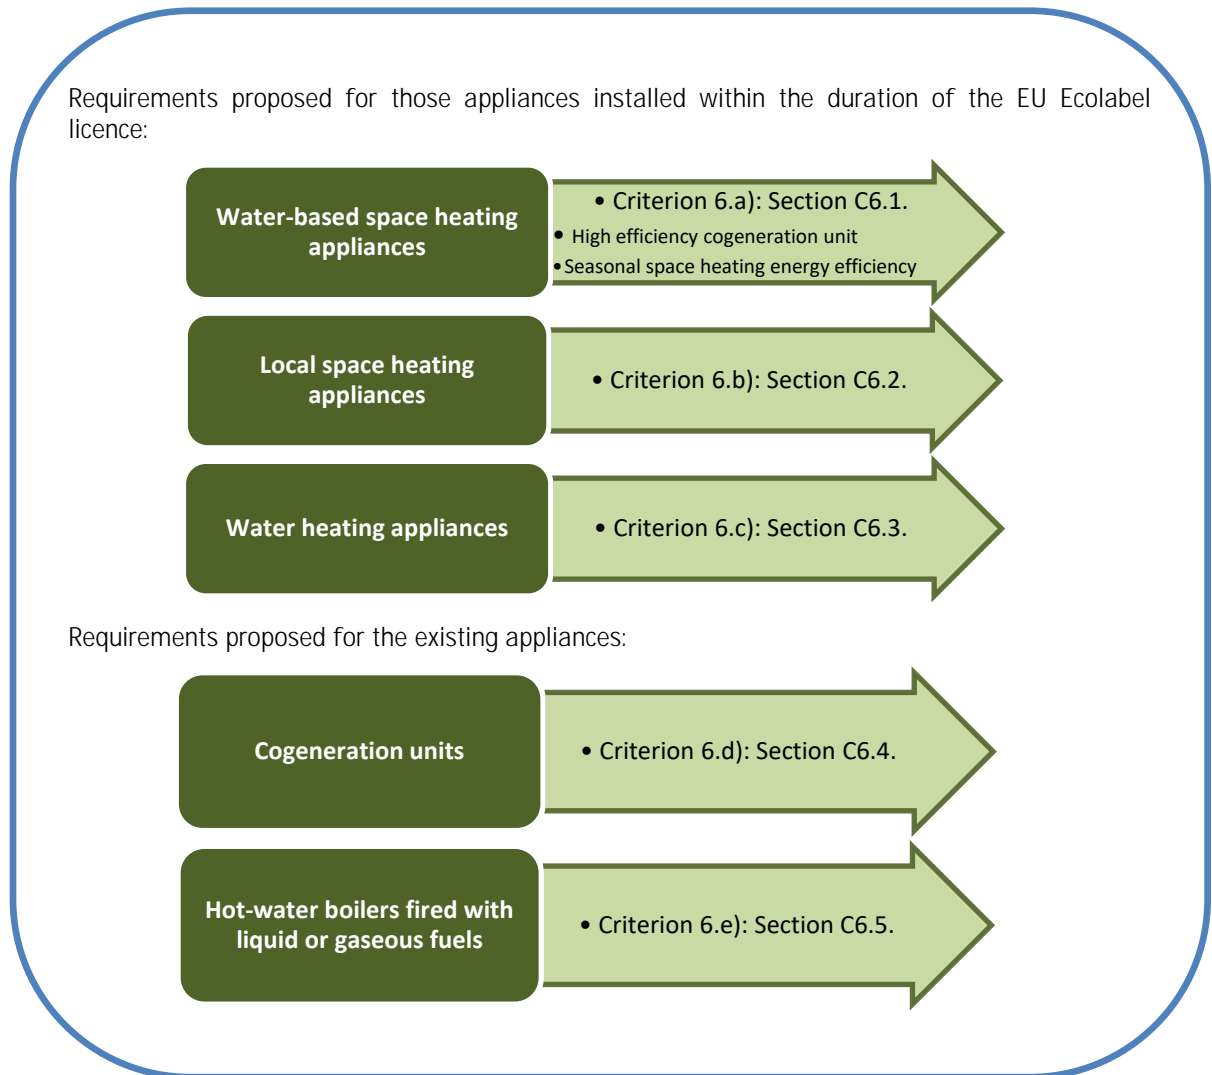 Requirements proposed for those appliances installed within the duration of the EU Ecolabel
licence:
Water-based space heating
appliances
• Criterion 6.a): Section C6.1.
• High efficiency cogeneration unit
•Seasonal space heating energy efficiency
Local space heating
appliances
• Criterion 6.b): Section C6.2.
Water heating appliances
• Criterion 6.c): Section C6.3.
Requirements proposed for the existing appliances:
Cogeneration units
• Criterion 6.d): Section C6.4.
Hot-water boilers fired with
liquid or gaseous fuels
• Criterion 6.e): Section C6.5.